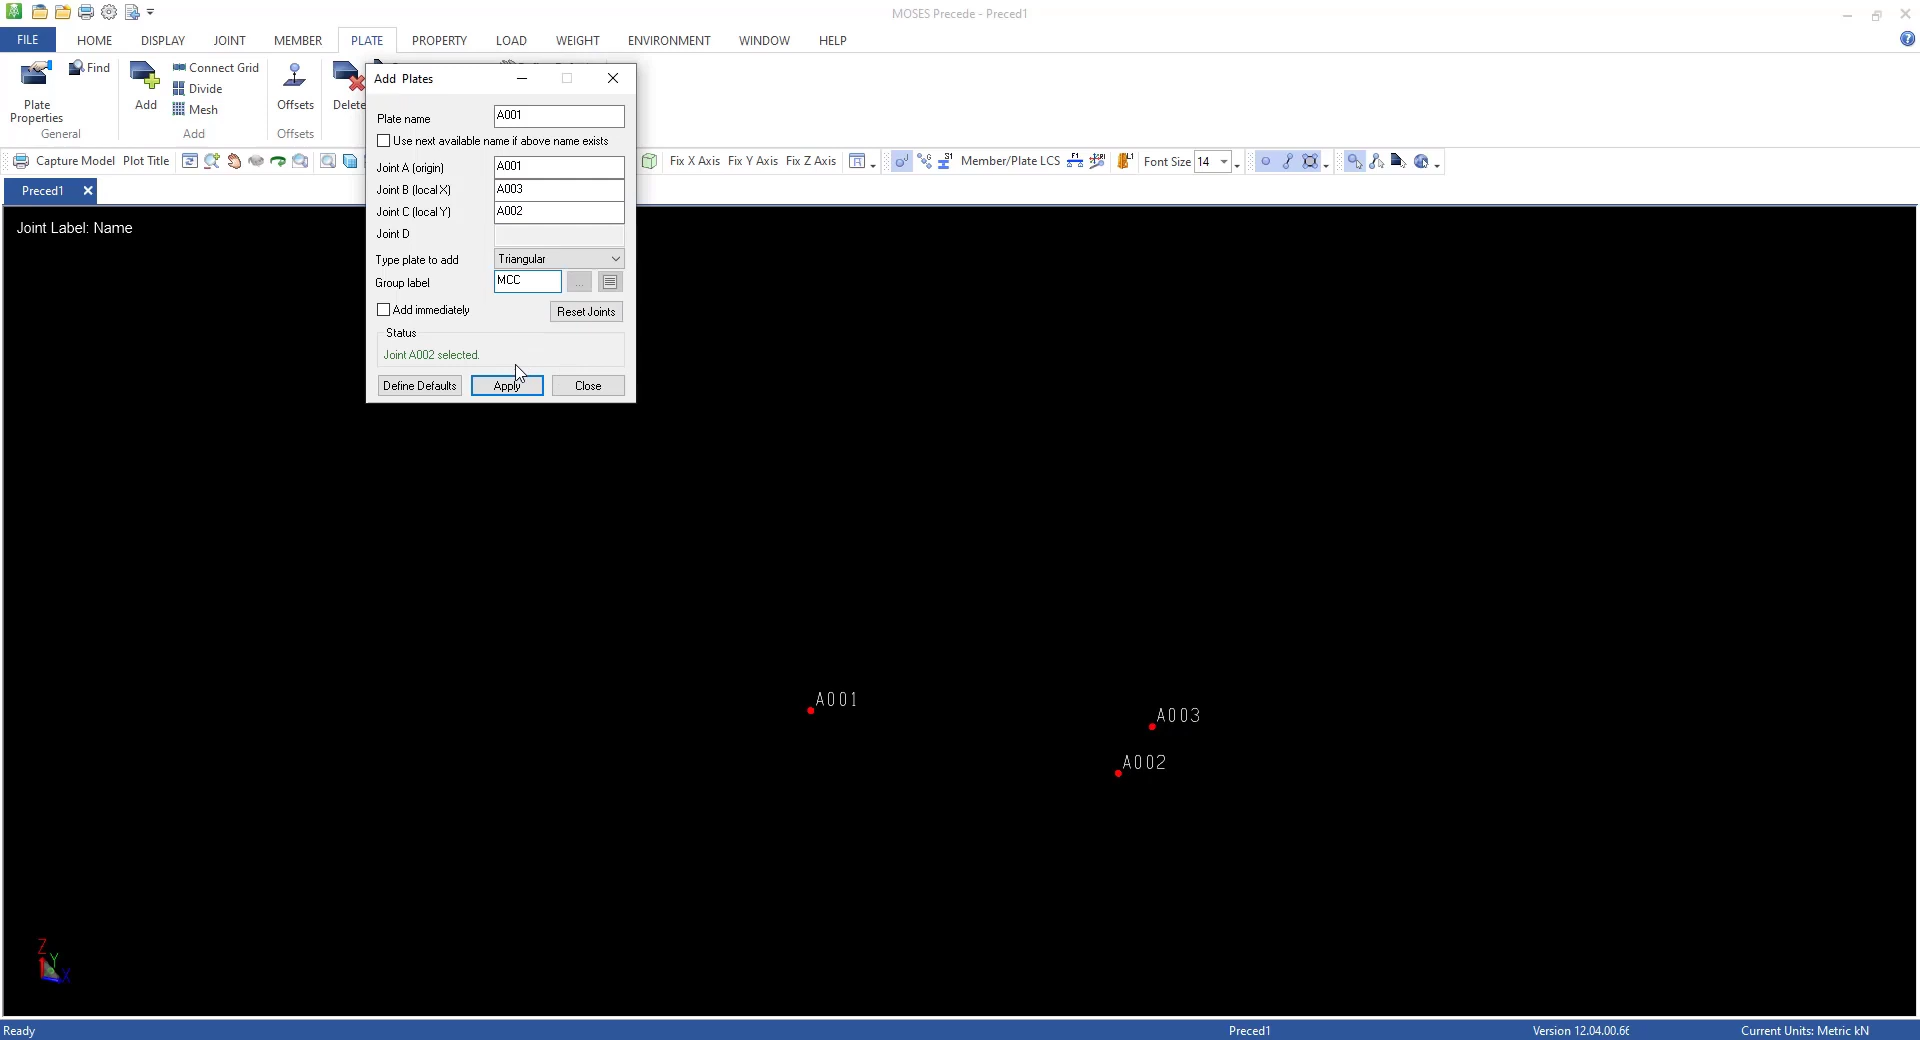 MOSES Precede - Preced1
FILE HOME DISPLAY JOINT MEMBER PLATE PROPERTY LOAD WEIGHT ENVIRONMENT WINDOW HELP
Plate Properties
Find
General
Add
Connect Grid
Divide
Mesh
Add
Offsets
Offsets
Delete
Capture Model Plot Title Fix X Axis Fix Y Axis Fix Z Axis Member/Plate LCS Font Size 14
Preced1
Joint Label: Name
Add Plates
Plate name A001
Use next available name if above name exists
Joint A (origin) A001
Joint B (local X) A003
Joint C (local Y) A002
Joint D
Type plate to add Triangular
Group label MCC ...
Add immediately Reset Joints
Status
Joint A002 selected.
Define Defaults Apply Close
A001
A003
A002
Z
Y
X
Ready Preced1 Version 12.04.00.66 Current Units: Metric kN